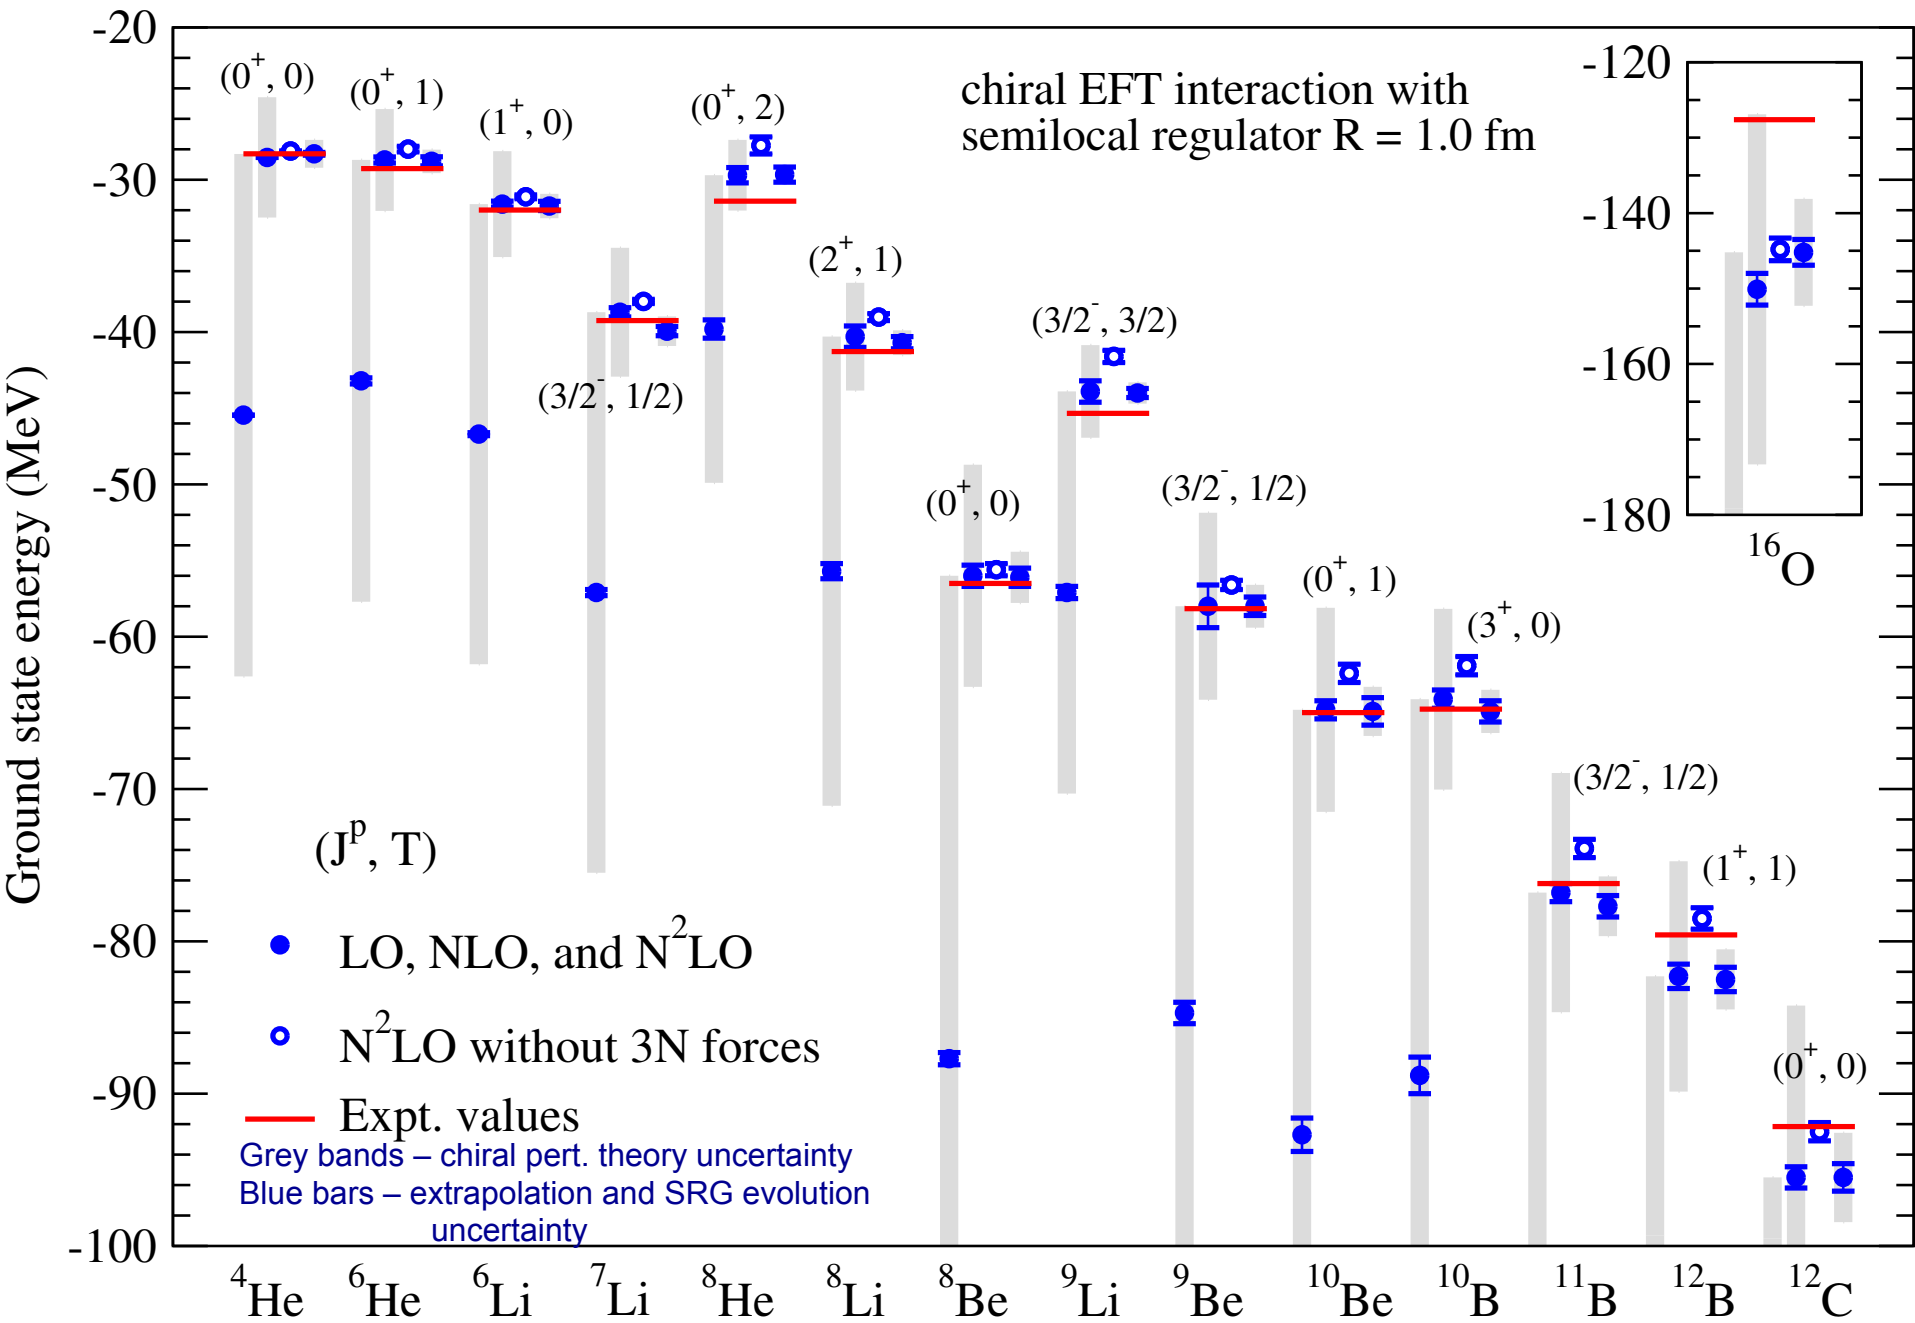 chiral EFT interaction with
semilocal regulator R = 1.0 fm
Ground state energy (MeV)
-20
-30
-40
-50
-60
-70
-80
-90
-100
(0⁺, 0)
(0⁺, 1)
(1⁺, 0)
(3/2⁻, 1/2)
(0⁺, 2)
(2⁺, 1)
(0⁺, 0)
(3/2⁻, 3/2)
(3/2⁻, 1/2)
(0⁺, 1)
(3⁺, 0)
(3/2⁻, 1/2)
(1⁺, 1)
(0⁺, 0)
-120
-140
-160
-180
¹⁶O
(Jᵖ, T)
LO, NLO, and N²LO
N²LO without 3N forces
Expt. values
Grey bands – chiral pert. theory uncertainty
Blue bars – extrapolation and SRG evolution
uncertainty
⁴He ⁶He ⁶Li ⁷Li ⁸He ⁸Li ⁸Be ⁹Li ⁹Be ¹⁰Be ¹⁰B ¹¹B ¹²B ¹²C